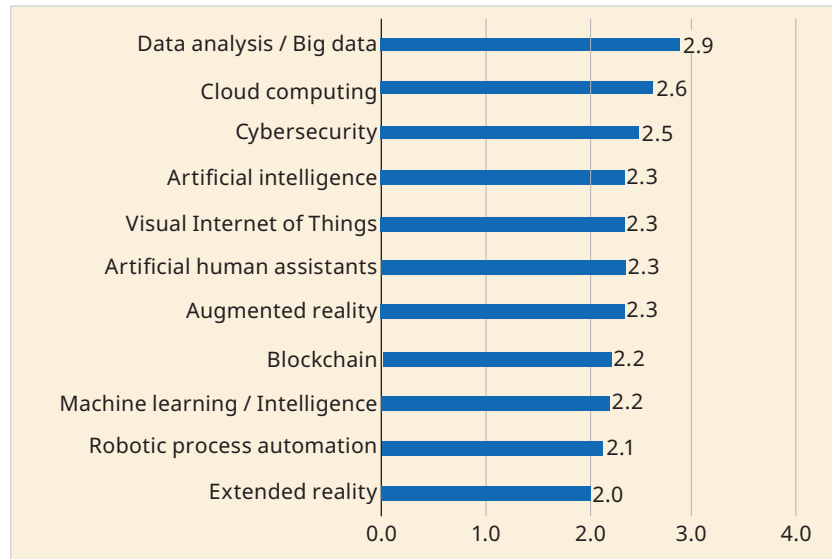 Data analysis / Big data 2.9
Cloud computing 2.6
Cybersecurity 2.5
Artificial intelligence 2.3
Visual Internet of Things 2.3
Artificial human assistants 2.3
Augmented reality 2.3
Blockchain 2.2
Machine learning / Intelligence 2.2
Robotic process automation 2.1
Extended reality 2.0
0.0 1.0 2.0 3.0 4.0